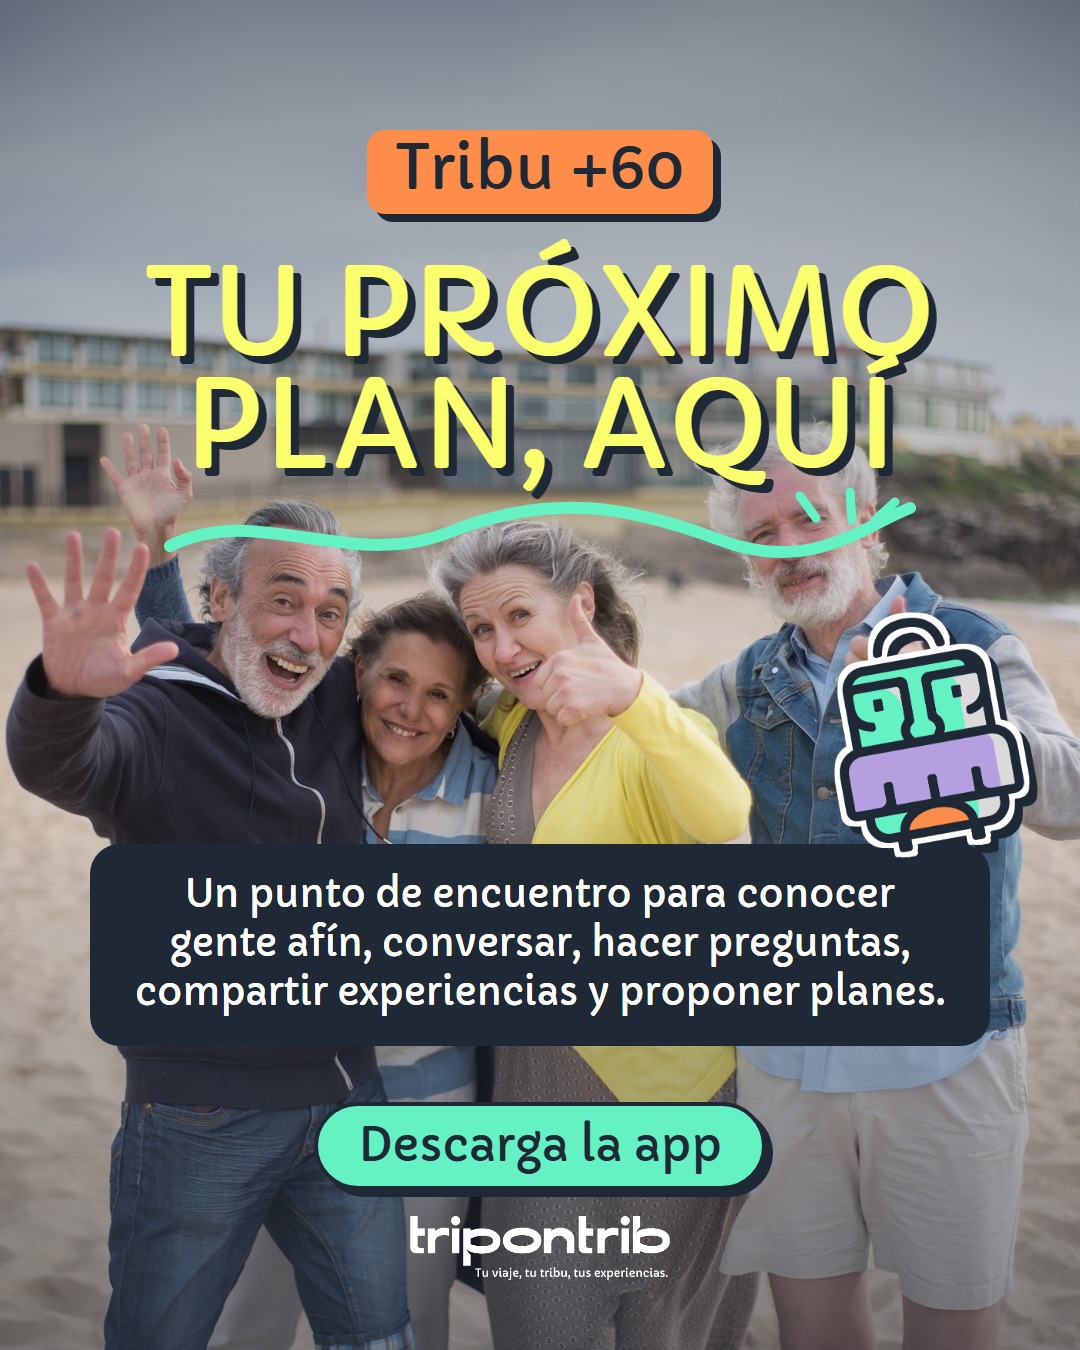 Tribu +60
TU PRÓXIMO
PLAN, AQUÍ
Un punto de encuentro para conocer
gente afín, conversar, hacer preguntas,
compartir experiencias y proponer planes.
Descarga la app
tripontrib
Tu viaje, tu tribu, tus experiencias.